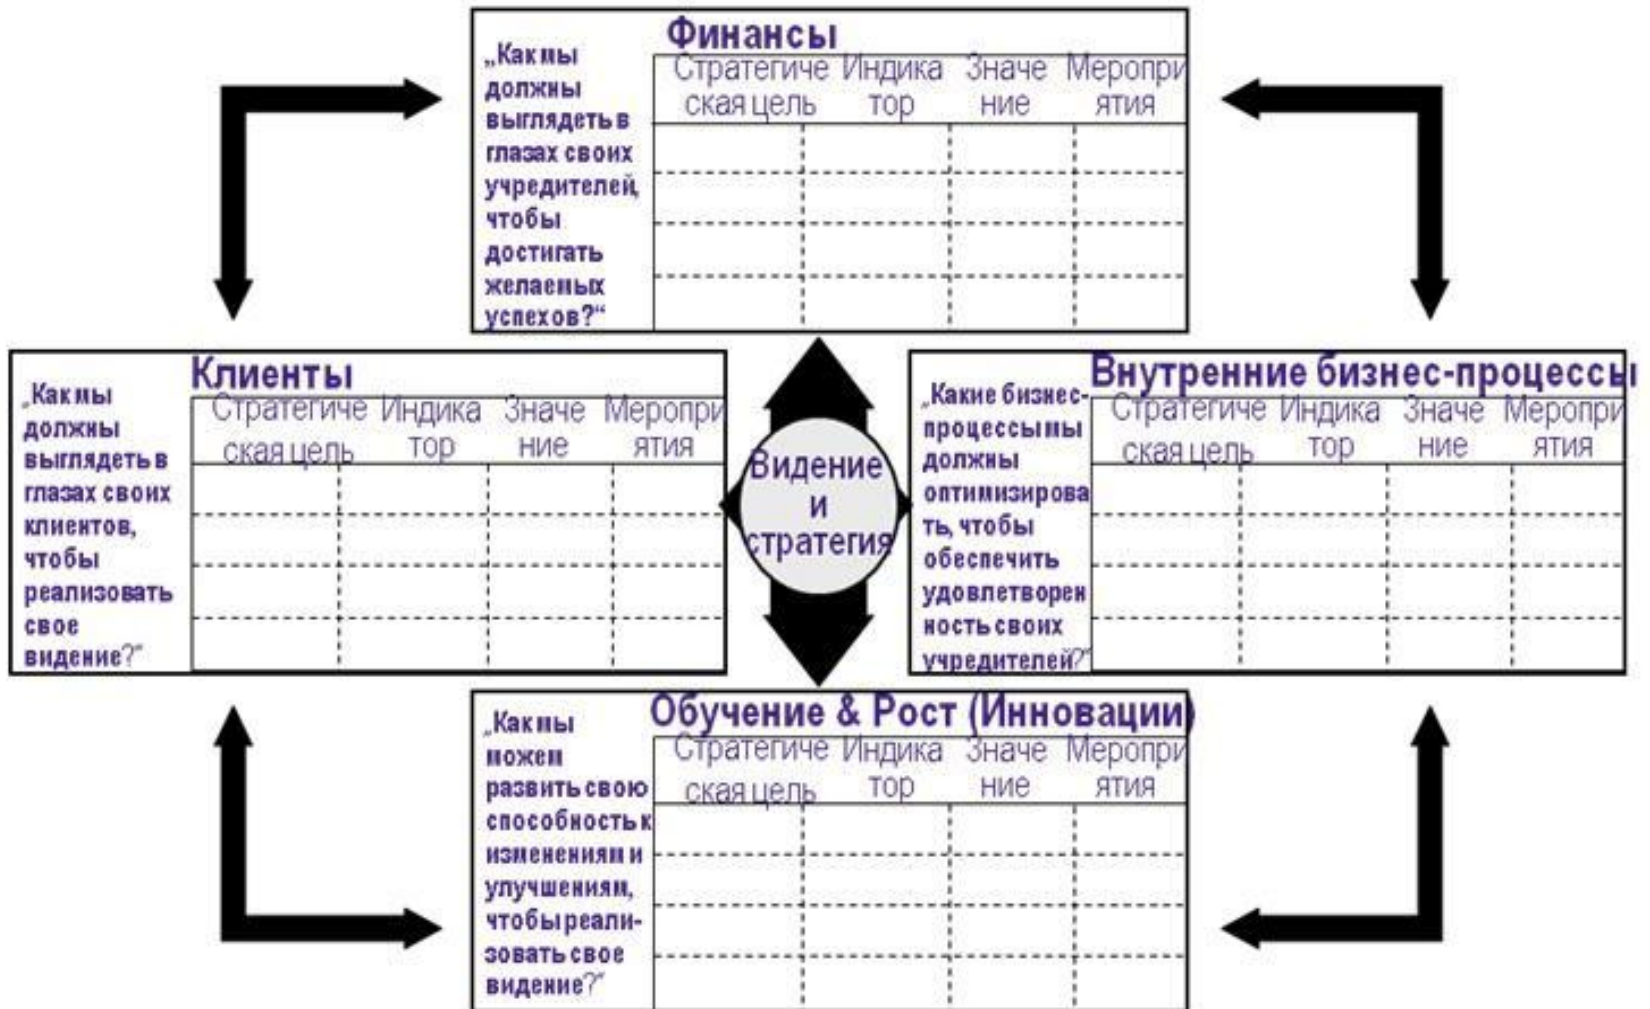 Финансы
„Как мы
должны
выглядеть в
глазах своих
учредителей,
чтобы
достигать
желаемых
успехов?“
Стратегиче Индика Значе Меропри
ская цель тор ние ятия
Клиенты
„Как мы
должны
выглядеть в
глазах своих
клиентов,
чтобы
реализовать
свое
видение?“
Стратегиче Индика Значе Меропри
ская цель тор ние ятия
Видение
и
стратегия
Внутренние бизнес-процессы
„Какие бизнес-
процессы мы
должны
оптимизирова
ть, чтобы
обеспечить
удовлетворен
ность своих
учредителей?“
Стратегиче Индика Значе Меропри
ская цель тор ние ятия
Обучение & Рост (Инновации)
„Как мы
можем
развить свою
способность к
изменениям и
улучшениям,
чтобы реали-
зовать свое
видение?“
Стратегиче Индика Значе Меропри
ская цель тор ние ятия